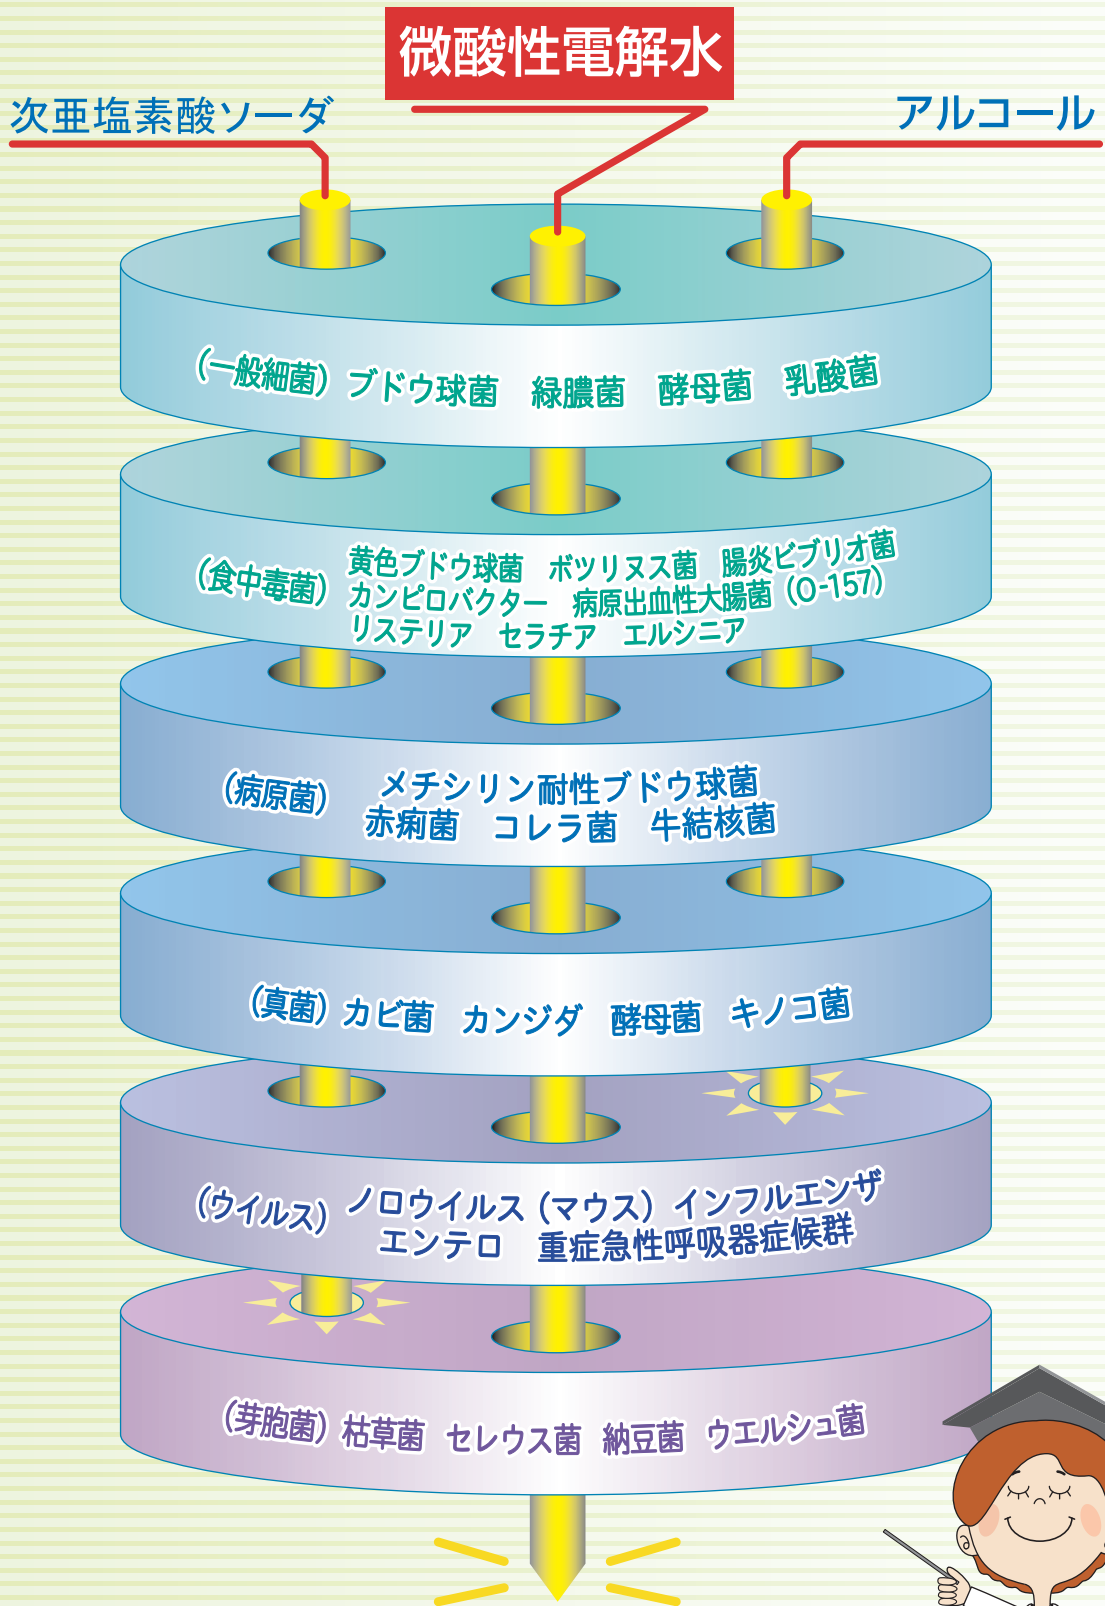 微酸性電解水
次亜塩素酸ソーダ
アルコール
（一般細菌）ブドウ球菌　緑膿菌　酵母菌　乳酸菌
（食中毒菌）
黄色ブドウ球菌　ボツリヌス菌　腸炎ビブリオ菌
カンピロバクター　病原出血性大腸菌（O-157）
リステリア　セラチア　エルシニア
（病原菌）
メチシリン耐性ブドウ球菌
赤痢菌　コレラ菌　牛結核菌
（真菌）カビ菌　カンジダ　酵母菌　キノコ菌
（ウイルス）
ノロウイルス（マウス）インフルエンザ
エンテロ　重症急性呼吸器症候群
（芽胞菌）枯草菌　セレウス菌　納豆菌　ウエルシュ菌